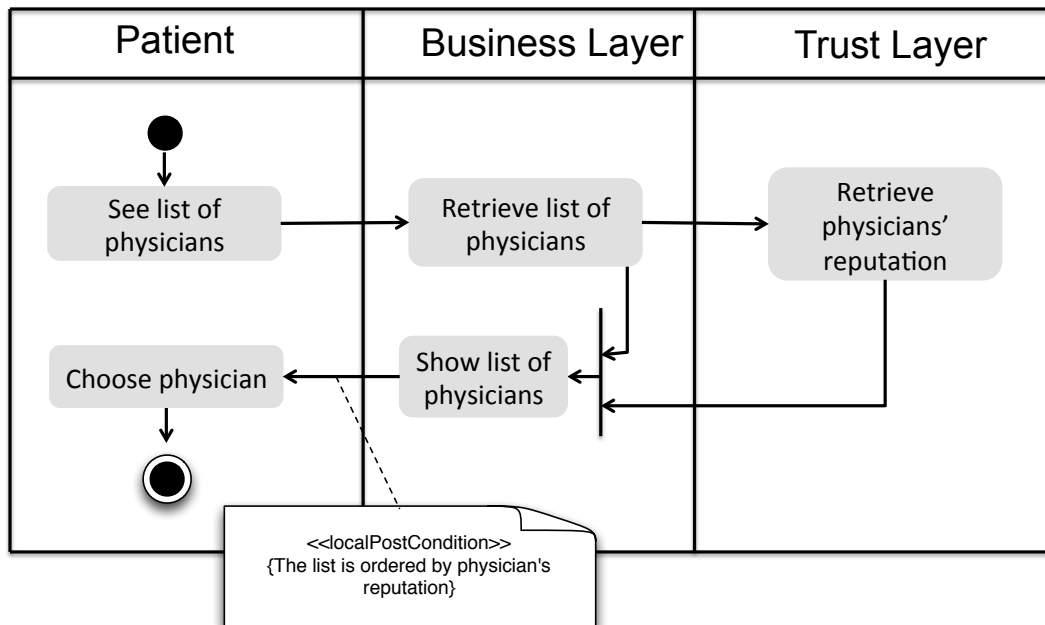 Patient
Business Layer
Trust Layer
See list of
physicians
Retrieve list of
physicians
Retrieve
physicians’
reputation
Choose physician
Show list of
physicians
<<localPostCondition>>
{The list is ordered by physician's
reputation}